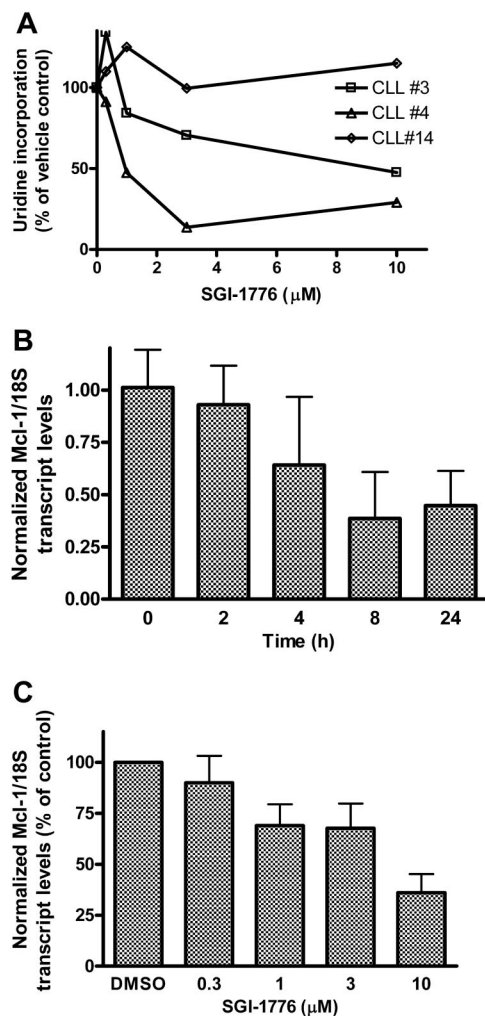 A
Uridine incorporation
(% of vehicle control)
100
50
0
CLL #3
CLL #4
CLL#14
0 2 4 6 8 10
SGI-1776 (μM)
B
Normalized Mcl-1/18S
transcript levels
1.00
0.75
0.50
0.25
0.00
0 2 4 8 24
Time (h)
C
Normalized Mcl-1/18S
transcript levels (% of control)
100
75
50
25
0
DMSO 0.3 1 3 10
SGI-1776 (μM)